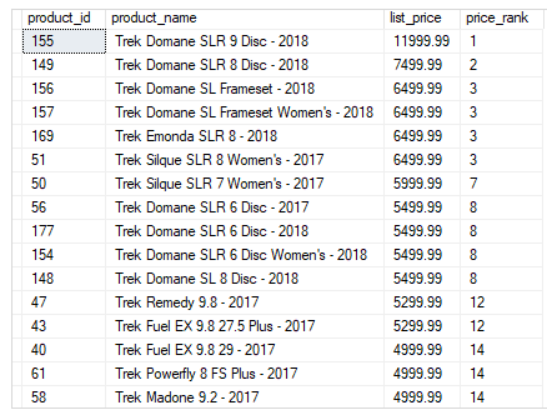 product_id product_name list_price price_rank
155 Trek Domane SLR 9 Disc - 2018 11999.99 1
149 Trek Domane SLR 8 Disc - 2018 7499.99 2
156 Trek Domane SL Frameset - 2018 6499.99 3
157 Trek Domane SL Frameset Women's - 2018 6499.99 3
169 Trek Emonda SLR 8 - 2018 6499.99 3
51 Trek Silque SLR 8 Women's - 2017 6499.99 3
50 Trek Silque SLR 7 Women's - 2017 5999.99 7
56 Trek Domane SLR 6 Disc - 2017 5499.99 8
177 Trek Domane SLR 6 Disc - 2018 5499.99 8
154 Trek Domane SLR 6 Disc Women's - 2018 5499.99 8
148 Trek Domane SL 8 Disc - 2018 5499.99 8
47 Trek Remedy 9.8 - 2017 5299.99 12
43 Trek Fuel EX 9.8 27.5 Plus - 2017 5299.99 12
40 Trek Fuel EX 9.8 29 - 2017 4999.99 14
61 Trek Powerfly 8 FS Plus - 2017 4999.99 14
58 Trek Madone 9.2 - 2017 4999.99 14